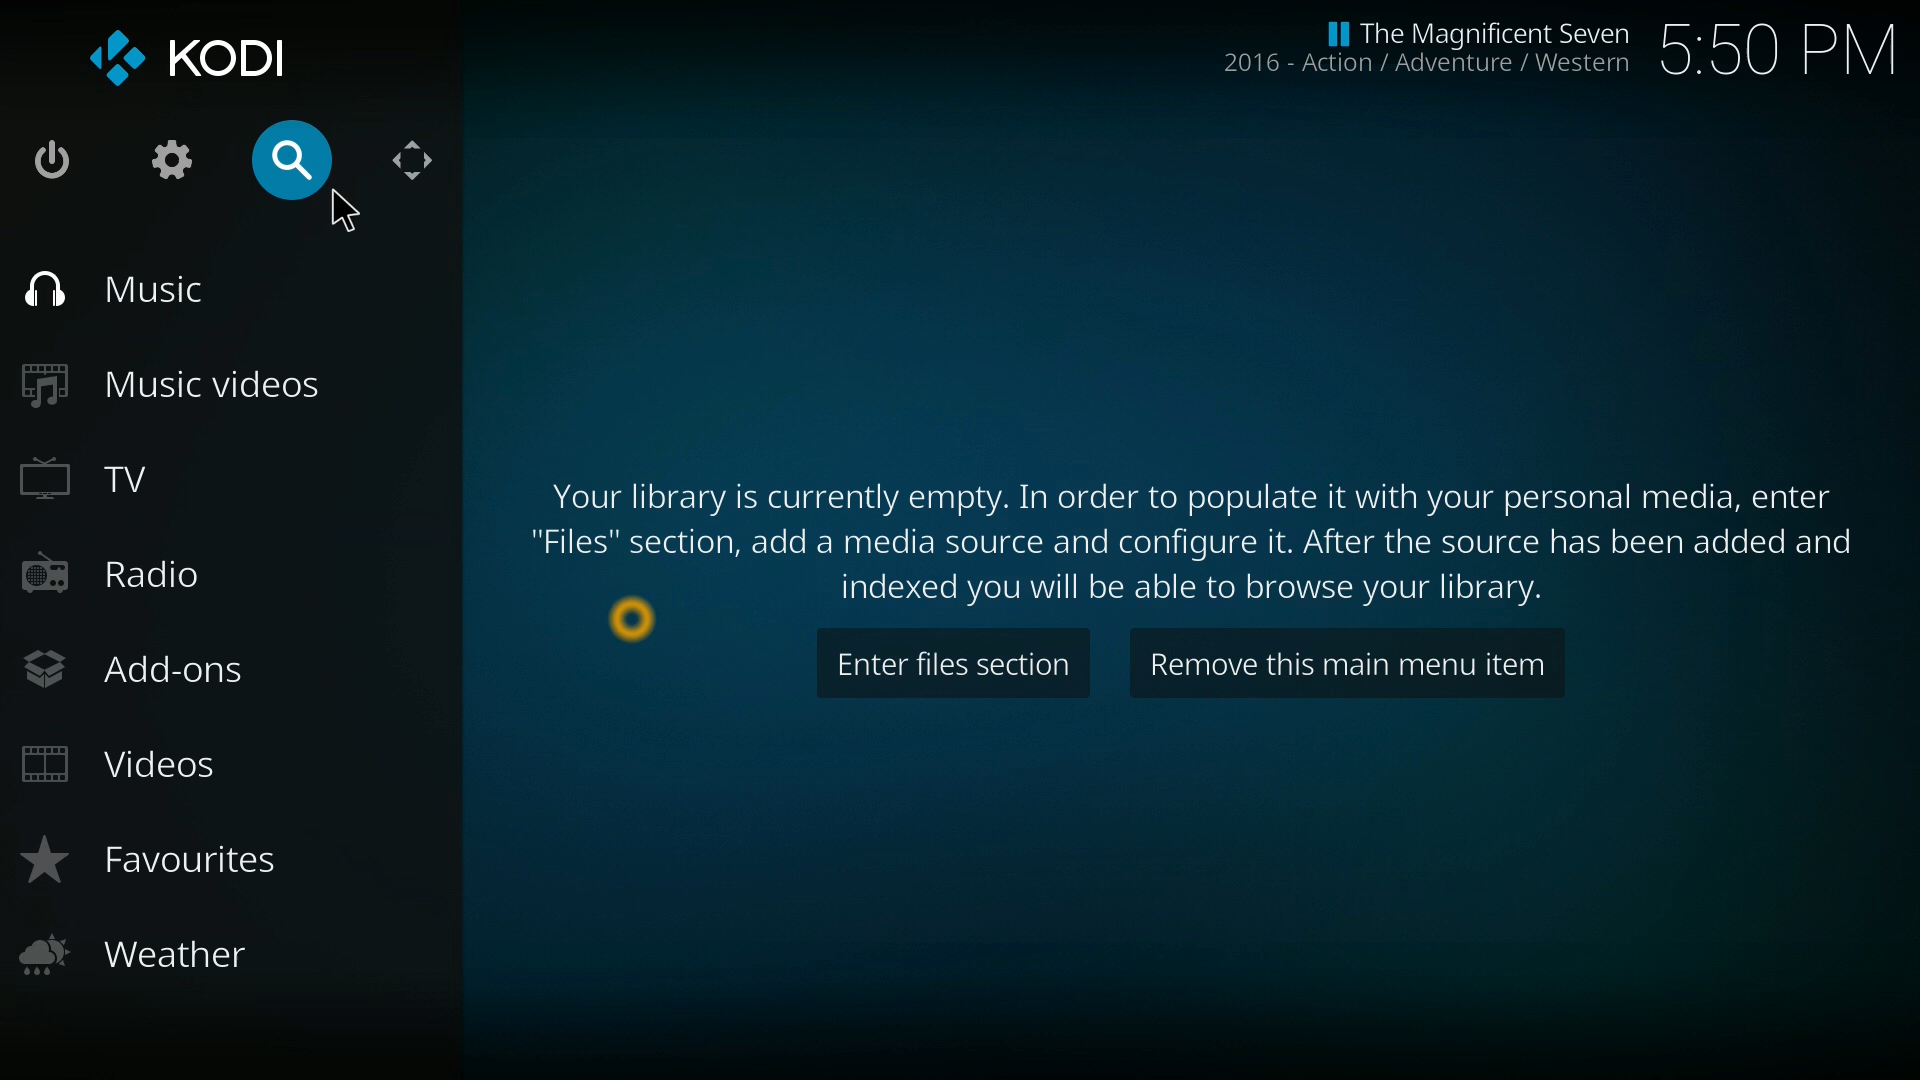 KODI
The Magnificent Seven
2016 - Action / Adventure / Western
5:50 PM
Music
Music videos
TV
Radio
Add-ons
Videos
Favourites
Weather
Your library is currently empty. In order to populate it with your personal media, enter
"Files" section, add a media source and configure it. After the source has been added and
indexed you will be able to browse your library.
Enter files section
Remove this main menu item